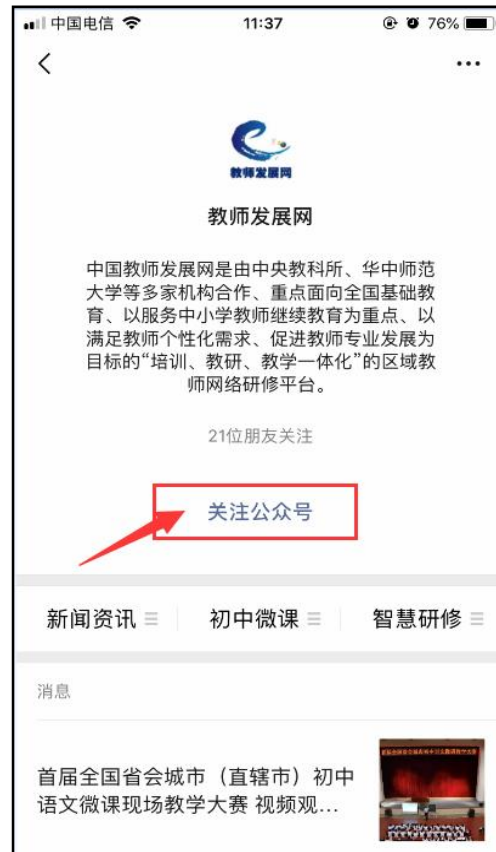 中国电信 11:37 76%
教师发展网
教师发展网
中国教师发展网是由中央教科所、华中师范
大学等多家机构合作、重点面向全国基础教
育、以服务中小学教师继续教育为重点、以
满足教师个性化需求、促进教师专业发展为
目标的“培训、教研、教学一体化”的区域教
师网络研修平台。
21位朋友关注
关注公众号
新闻资讯 初中微课 智慧研修
消息
首届全国省会城市（直辖市）初中
语文微课现场教学大赛 视频观...